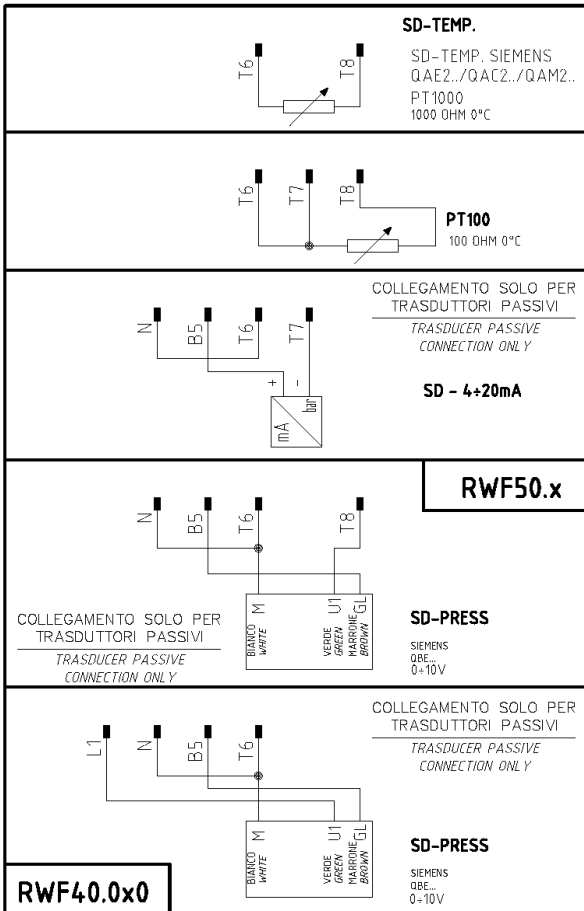 SD-TEMP.
T6
T8
SD-TEMP. SIEMENS
QAE2../QAC2../QAM2..
PT1000
1000 OHM 0°C
T6
T7
T8
PT100
100 OHM 0°C
COLLEGAMENTO SOLO PER
TRASDUTTORI PASSIVI
TRASDUCER PASSIVE
CONNECTION ONLY
N
B5
T6
T7
+
-
mA
bar
SD - 4÷20mA
RWF50.x
N
B5
T6
T8
COLLEGAMENTO SOLO PER
TRASDUTTORI PASSIVI
TRASDUCER PASSIVE
CONNECTION ONLY
M
BIANCO
WHITE
U1
VERDE
GREEN
GL
MARRONE
BROWN
SD-PRESS
SIEMENS
QBE...
0÷10V
COLLEGAMENTO SOLO PER
TRASDUTTORI PASSIVI
TRASDUCER PASSIVE
CONNECTION ONLY
L1
N
B5
T6
M
BIANCO
WHITE
U1
VERDE
GREEN
GL
MARRONE
BROWN
SD-PRESS
SIEMENS
QBE...
0÷10V
RWF40.0x0